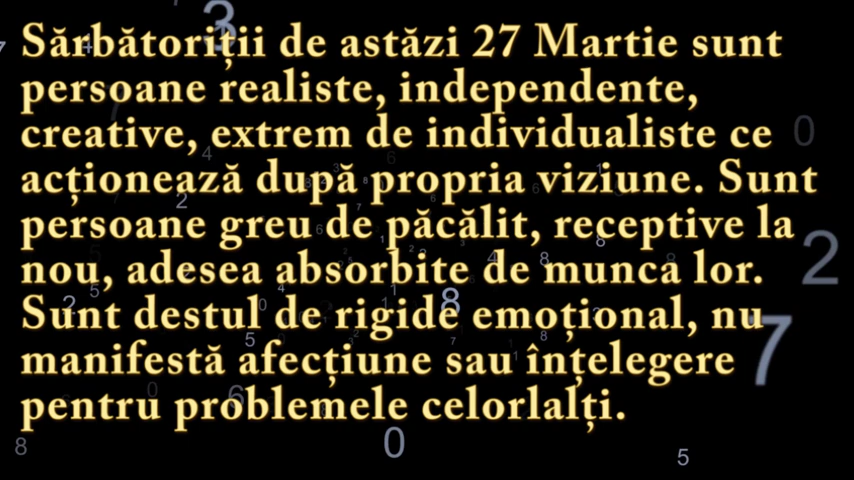 Sărbătoriții de astăzi 27 Martie sunt
persoane realiste, independente,
creative, extrem de individualiste ce
acționează după propria viziune. Sunt
persoane greu de păcălit, receptive la
nou, adesea absorbite de munca lor.
Sunt destul de rigide emoțional, nu
manifestă afecțiune sau înțelegere
pentru problemele celorlalți.